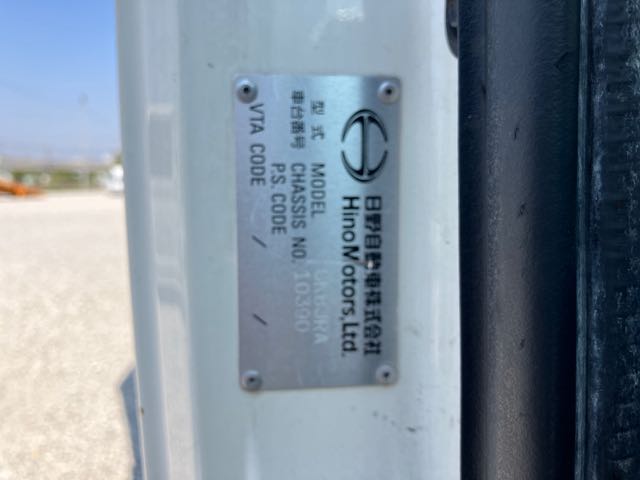 日野自動車株式会社
HinoMotors,Ltd.
型式 MODEL
車台番号 CHASSIS NO. 10390
P.S. CODE
VTA CODE / /